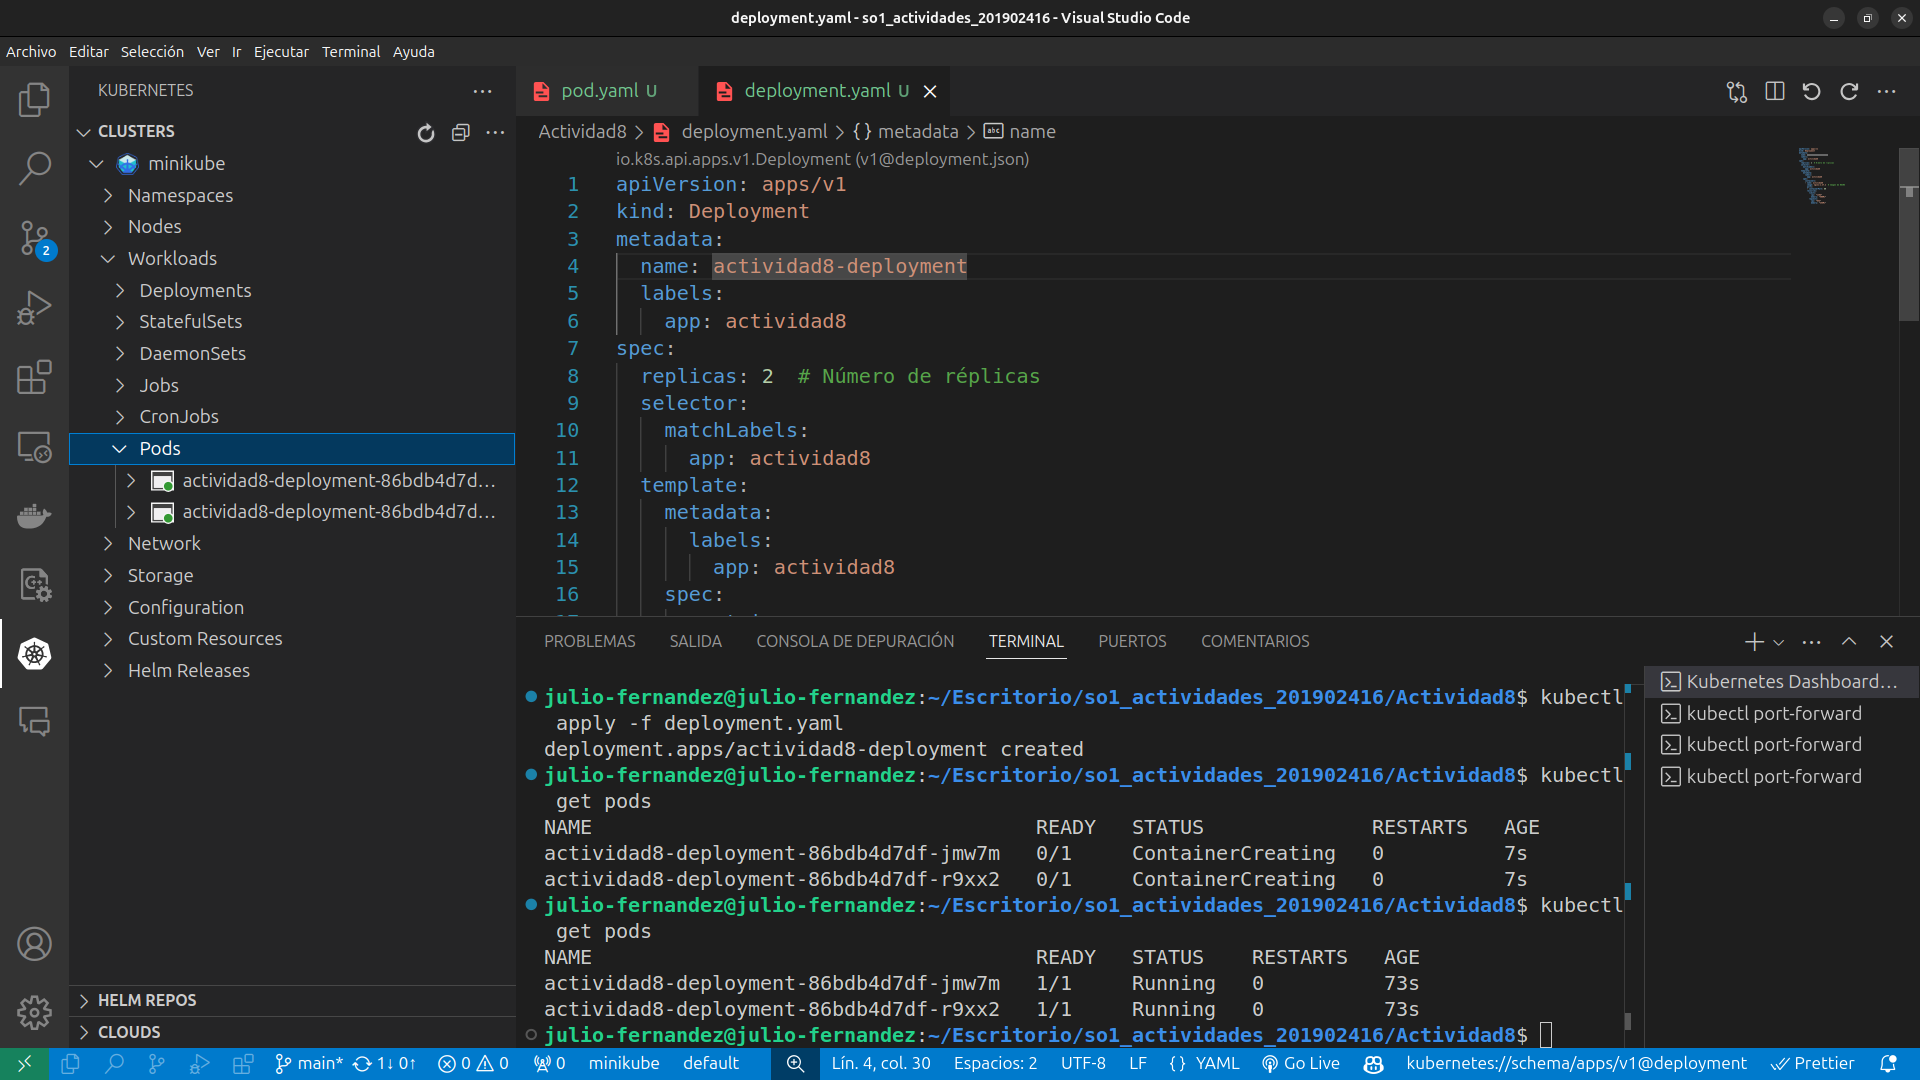 deployment.yaml - so1_actividades_201902416 - Visual Studio Code
Archivo Editar Selección Ver Ir Ejecutar Terminal Ayuda
KUBERNETES
CLUSTERS
minikube
Namespaces
Nodes
Workloads
Deployments
StatefulSets
DaemonSets
Jobs
CronJobs
Pods
actividad8-deployment-86bdb4d7d...
actividad8-deployment-86bdb4d7d...
Network
Storage
Configuration
Custom Resources
Helm Releases
HELM REPOS
CLOUDS
2
pod.yaml U
deployment.yaml U
Actividad8 > deployment.yaml > {} metadata > abc name
io.k8s.api.apps.v1.Deployment (v1@deployment.json)
1 apiVersion: apps/v1
2 kind: Deployment
3 metadata:
4 name: actividad8-deployment
5 labels:
6 app: actividad8
7 spec:
8 replicas: 2 # Número de réplicas
9 selector:
10 matchLabels:
11 app: actividad8
12 template:
13 metadata:
14 labels:
15 app: actividad8
16 spec:
PROBLEMAS SALIDA CONSOLA DE DEPURACIÓN TERMINAL PUERTOS COMENTARIOS
julio-fernandez@julio-fernandez:~/Escritorio/so1_actividades_201902416/Actividad8$ kubectl
apply -f deployment.yaml
deployment.apps/actividad8-deployment created
julio-fernandez@julio-fernandez:~/Escritorio/so1_actividades_201902416/Actividad8$ kubectl
get pods
NAME READY STATUS RESTARTS AGE
actividad8-deployment-86bdb4d7df-jmw7m 0/1 ContainerCreating 0 7s
actividad8-deployment-86bdb4d7df-r9xx2 0/1 ContainerCreating 0 7s
julio-fernandez@julio-fernandez:~/Escritorio/so1_actividades_201902416/Actividad8$ kubectl
get pods
NAME READY STATUS RESTARTS AGE
actividad8-deployment-86bdb4d7df-jmw7m 1/1 Running 0 73s
actividad8-deployment-86bdb4d7df-r9xx2 1/1 Running 0 73s
julio-fernandez@julio-fernandez:~/Escritorio/so1_actividades_201902416/Actividad8$
Kubernetes Dashboard...
kubectl port-forward
kubectl port-forward
kubectl port-forward
main* 1↓ 0↑ 0 0 0 minikube default Lín. 4, col. 30 Espacios: 2 UTF-8 LF {} YAML Go Live kubernetes://schema/apps/v1@deployment Prettier